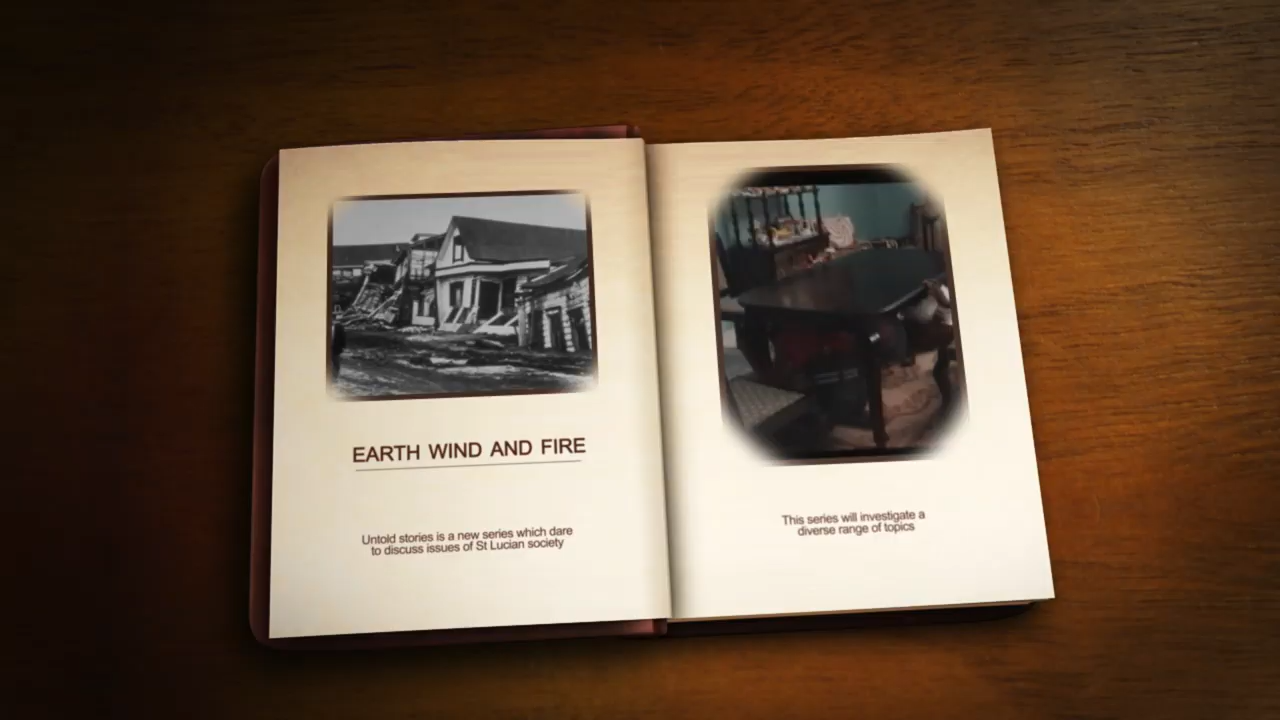 EARTH WIND AND FIRE
Untold stories is a new series which dare
to discuss issues of St Lucian society
This series will investigate a
diverse range of topics